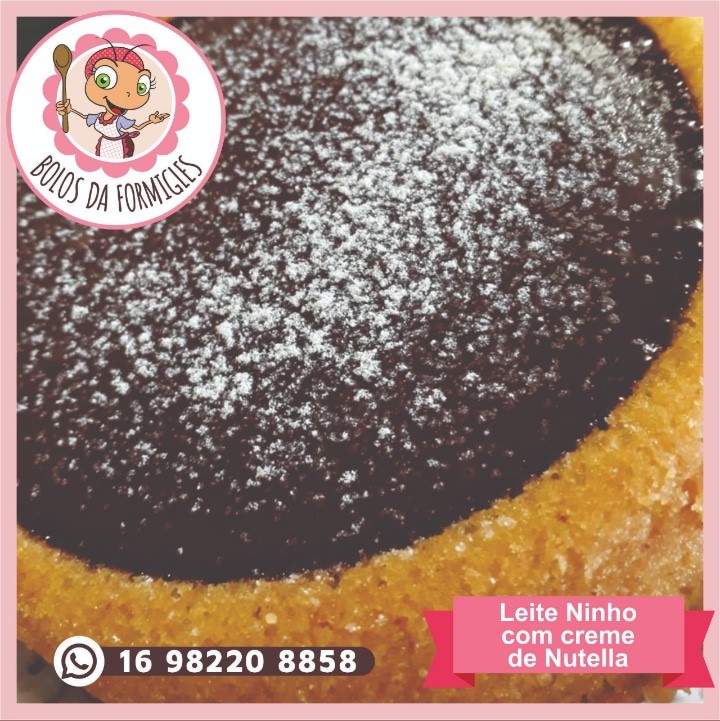 BOLOS DA FORMIGLES
16 98220 8858
Leite Ninho
com creme
de Nutella